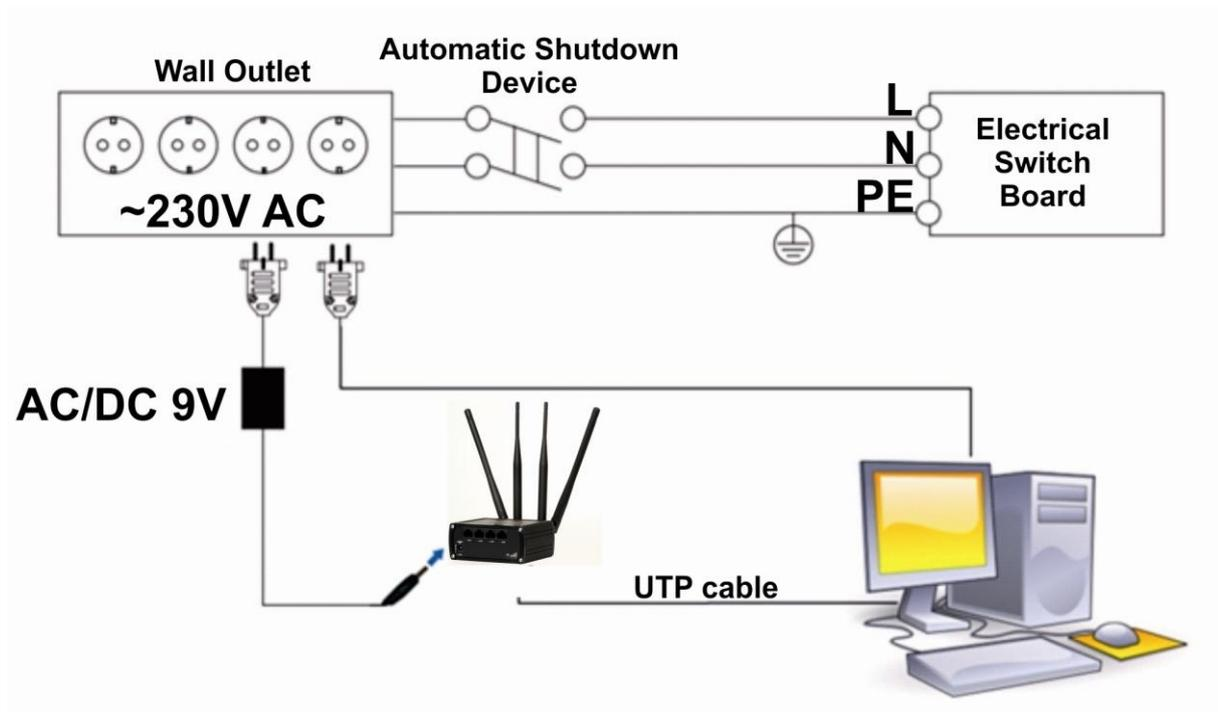 Automatic Shutdown
Device
Wall Outlet
L
N
PE
Electrical
Switch
Board
~230V AC
AC/DC 9V
UTP cable